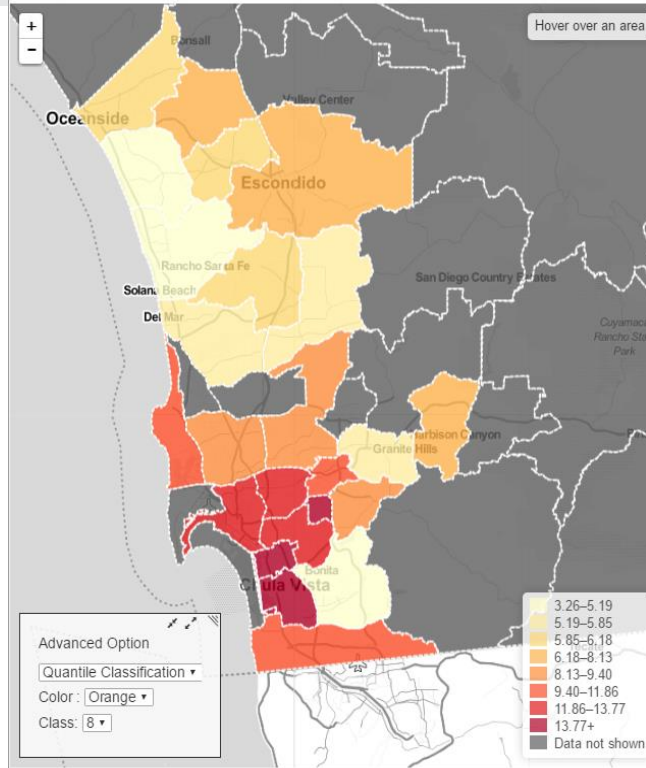 +
−
Hover over an area
Bonsall
Valley Center
Oceanside
Escondido
Rancho Santa Fe
Solana Beach
Del Mar
San Diego Country Estates
Cuyamaca
Rancho Sta
Park
Harbison Canyon
Granite Hills
Bonita
Chula Vista
Tecate
Advanced Option
Quantile Classification ▾
Color : Orange ▾
Class: 8 ▾
3.26–5.19
5.19–5.85
5.85–6.18
6.18–8.13
8.13–9.40
9.40–11.86
11.86–13.77
13.77+
Data not shown